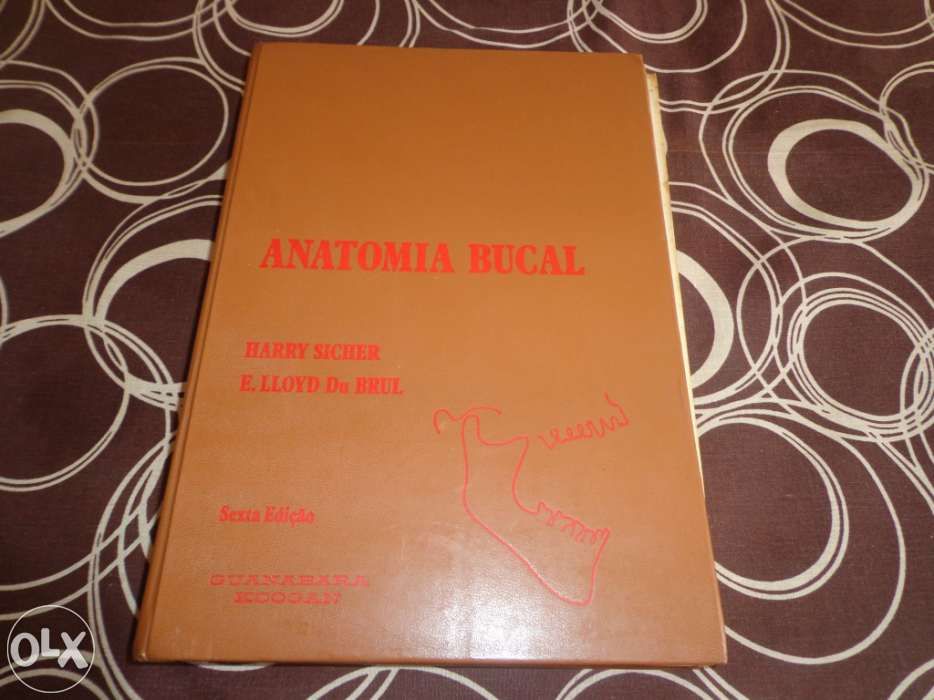 ANATOMIA BUCAL
HARRY SICHER
E. LLOYD Du BRUL
Sexta Edição
GUANABARA
KOOGAN
OLX